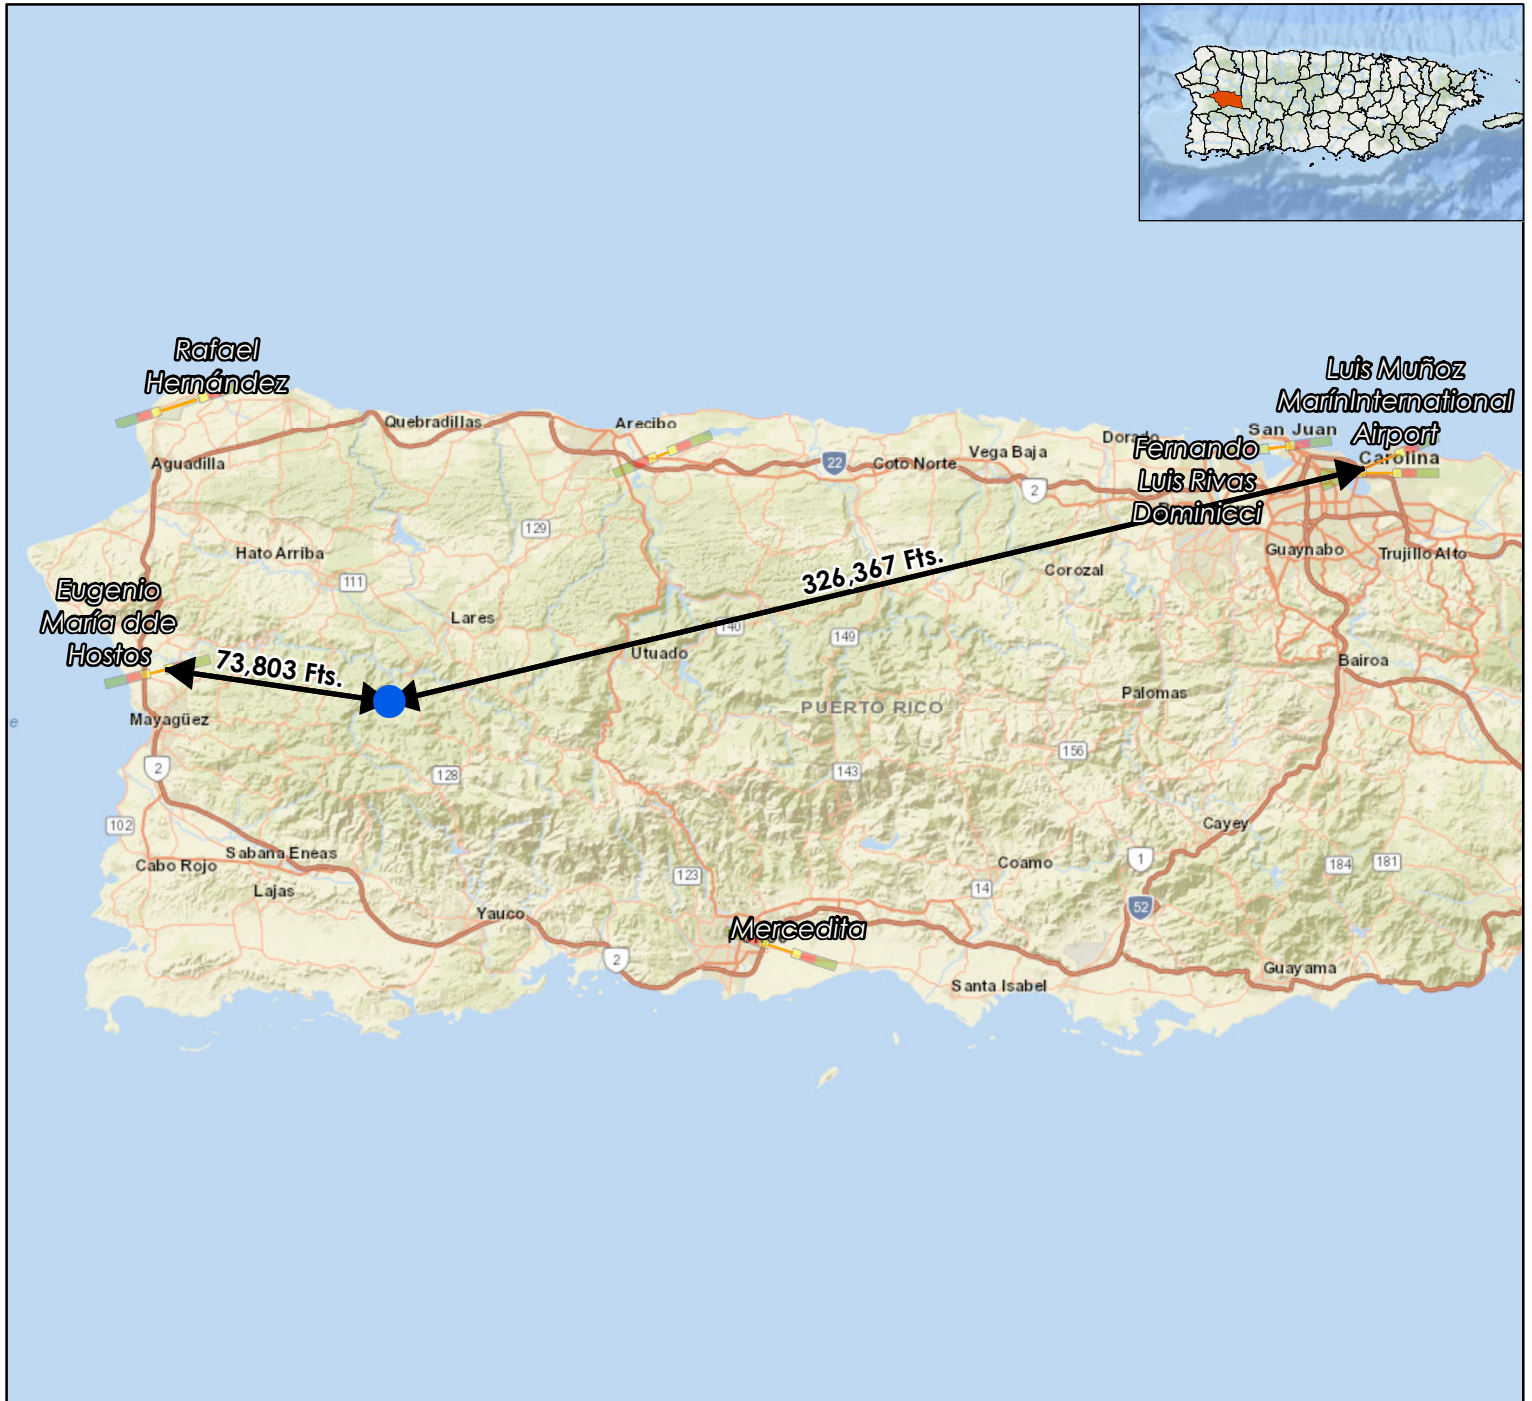 Rafael
Hernández
Luis Muñoz
MarínInternational
Airport
Quebradillas
Arecibo
Dorado
San Juan
Fernando
Luis Rivas
Dominicci
Aguadilla
22
Coto Norte
Vega Baja
Carolina
2
129
Hato Arriba
111
Guaynabo
Trujillo Alto
326,367 Fts.
Corozal
Eugenio
María dde
Hostos
Lares
140
149
Utuado
Bairoa
73,803 Fts.
Palomas
PUERTO RICO
Mayagüez
e
2
128
143
156
102
Cabo Rojo
Sabana Eneas
Lajas
123
Coamo
Cayey
1
184
181
14
52
Yauco
Mercedita
2
Guayama
Santa Isabel